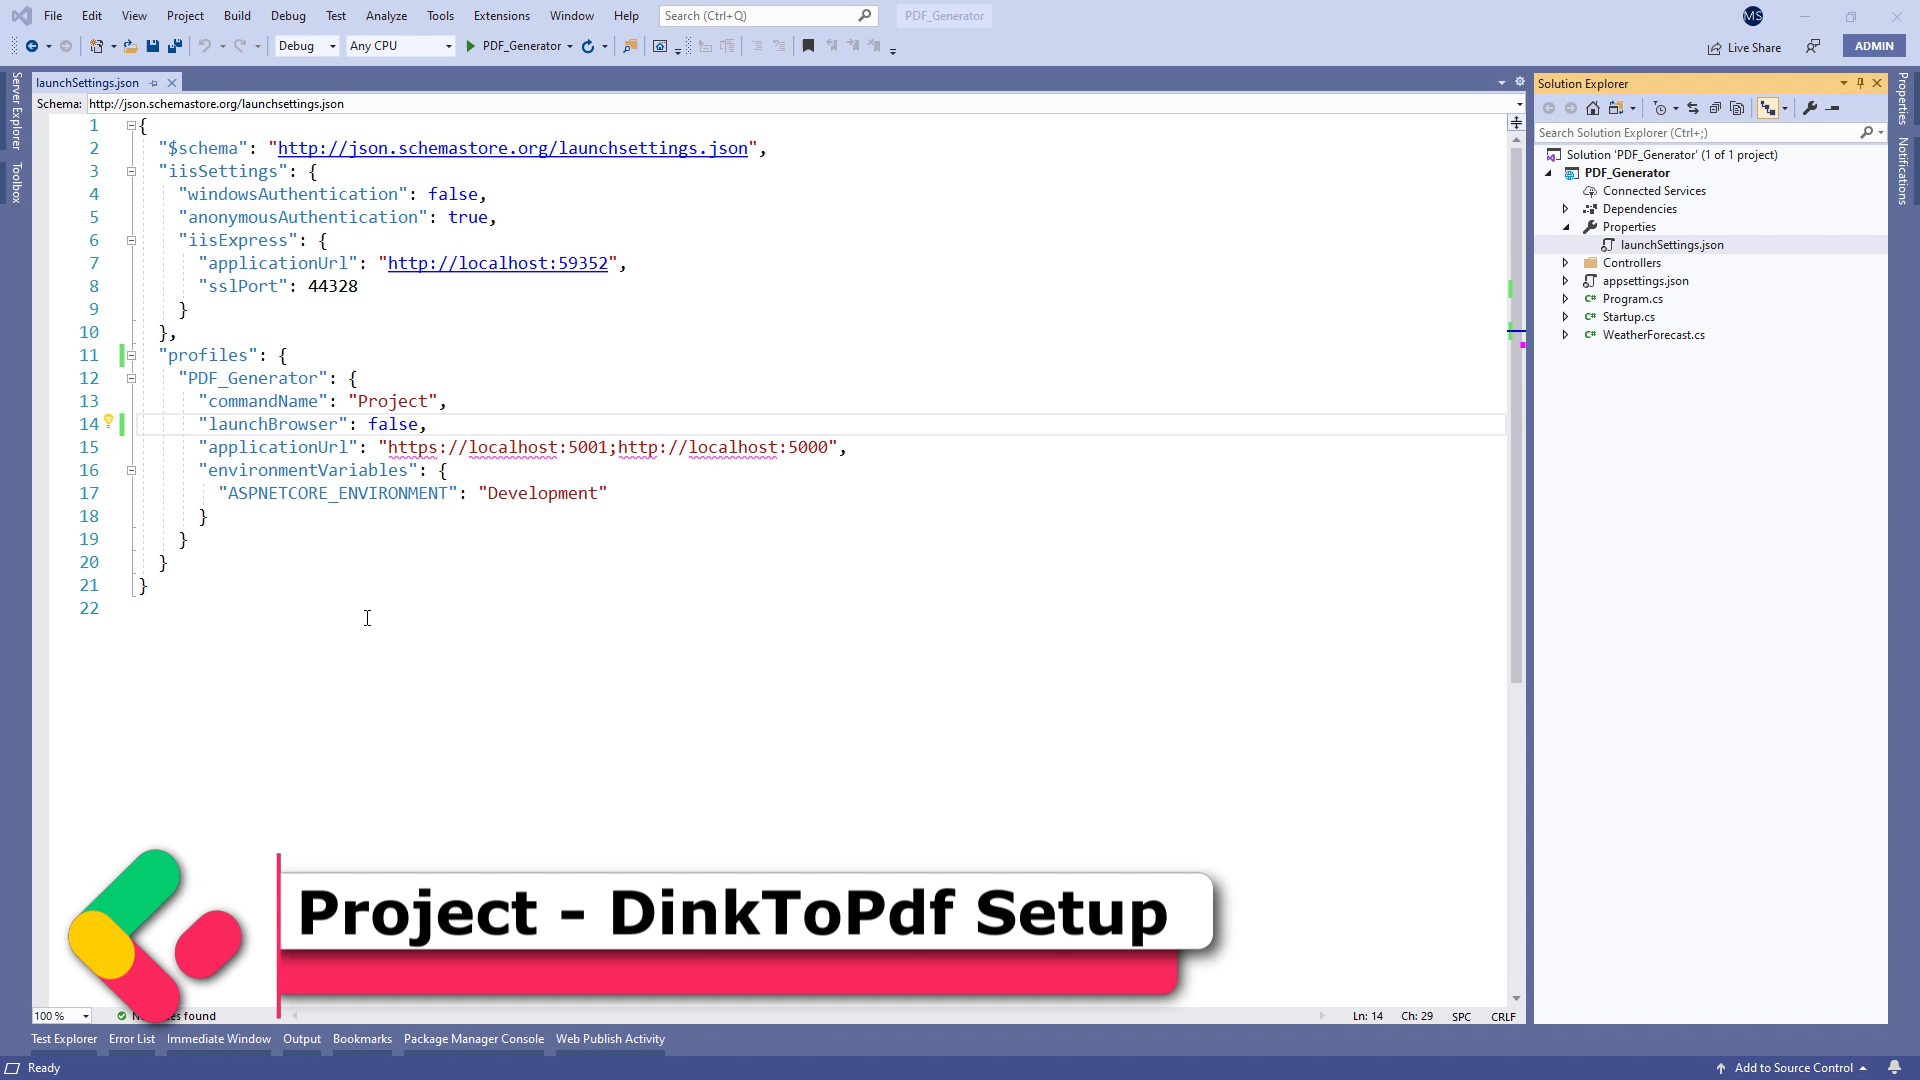 File Edit View Project Build Debug Test Analyze Tools Extensions Window Help Search (Ctrl+Q) PDF_Generator MS
Debug Any CPU PDF_Generator Live Share ADMIN
launchSettings.json
Schema: http://json.schemastore.org/launchsettings.json
Server Explorer
Toolbox
1 {
2 "$schema": "http://json.schemastore.org/launchsettings.json",
3 "iisSettings": {
4 "windowsAuthentication": false,
5 "anonymousAuthentication": true,
6 "iisExpress": {
7 "applicationUrl": "http://localhost:59352",
8 "sslPort": 44328
9 }
10 },
11 "profiles": {
12 "PDF_Generator": {
13 "commandName": "Project",
14 "launchBrowser": false,
15 "applicationUrl": "https://localhost:5001;http://localhost:5000",
16 "environmentVariables": {
17 "ASPNETCORE_ENVIRONMENT": "Development"
18 }
19 }
20 }
21 }
22
Solution Explorer
Search Solution Explorer (Ctrl+;)
Solution 'PDF_Generator' (1 of 1 project)
PDF_Generator
Connected Services
Dependencies
Properties
launchSettings.json
Controllers
appsettings.json
C# Program.cs
C# Startup.cs
C# WeatherForecast.cs
Properties
Notifications
Project - DinkToPdf Setup
100 % found Ln: 14 Ch: 29 SPC CRLF
Test Explorer Error List Immediate Window Output Bookmarks Package Manager Console Web Publish Activity
Ready Add to Source Control